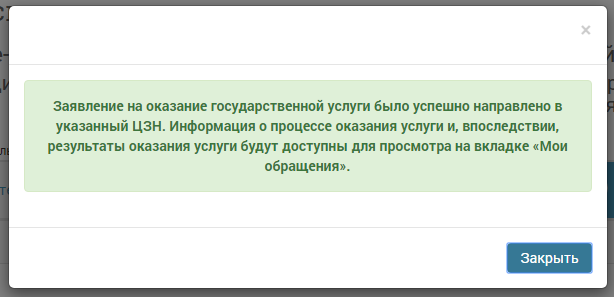 ×
Заявление на оказание государственной услуги было успешно направлено в
указанный ЦЗН. Информация о процессе оказания услуги и, впоследствии,
результаты оказания услуги будут доступны для просмотра на вкладке «Мои
обращения».
Закрыть